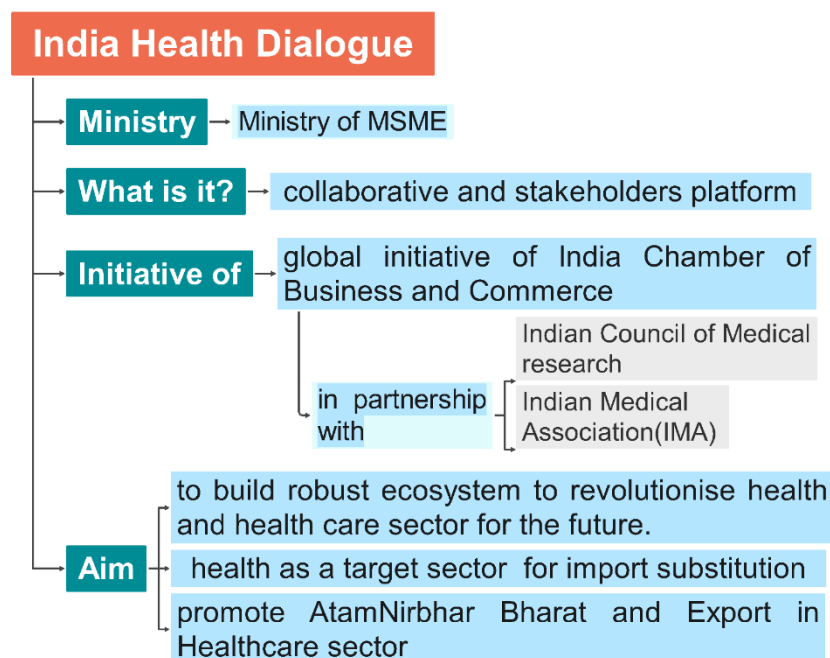 India Health Dialogue
Ministry
Ministry of MSME
What is it?
collaborative and stakeholders platform
Initiative of
global initiative of India Chamber of
Business and Commerce
in partnership
with
Indian Council of Medical
research
Indian Medical
Association(IMA)
Aim
to build robust ecosystem to revolutionise health
and health care sector for the future.
health as a target sector for import substitution
promote AtamNirbhar Bharat and Export in
Healthcare sector